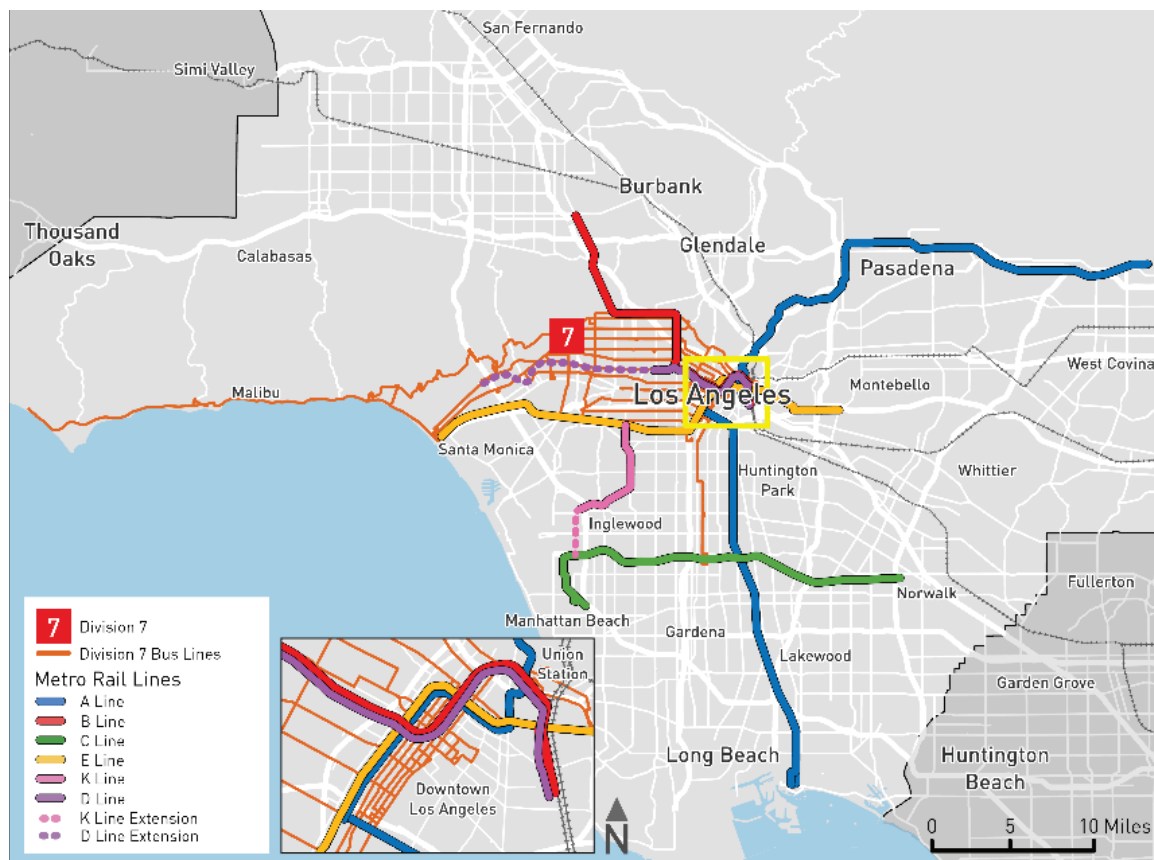 San Fernando
Simi Valley
Burbank
Thousand
Oaks
Glendale
Calabasas
Pasadena
7
West Covina
Malibu
Los Angeles
Montebello
Santa Monica
Huntington
Park
Whittier
Inglewood
Fullerton
Norwalk
Manhattan Beach
Gardena
Lakewood
Garden Grove
Long Beach
Huntington
Beach
7 Division 7
Division 7 Bus Lines
Metro Rail Lines
A Line
B Line
C Line
E Line
K Line
D Line
K Line Extension
D Line Extension
Union
Station
Downtown
Los Angeles
N
0 5 10 Miles